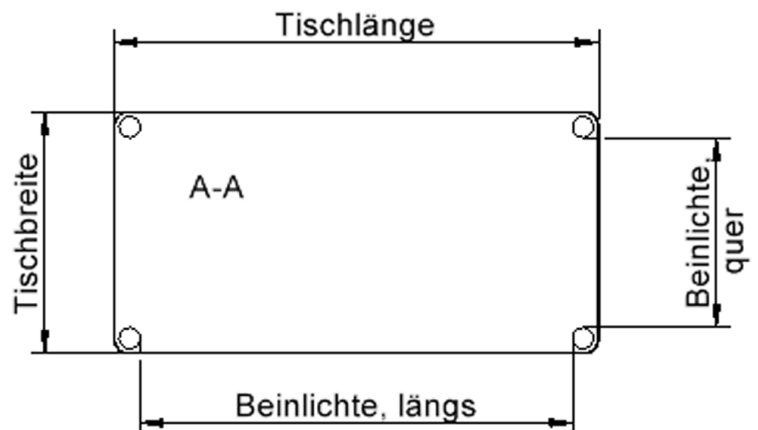 Tischlänge
Tischbreite
A-A
Beinlichte,
quer
Beinlichte, längs